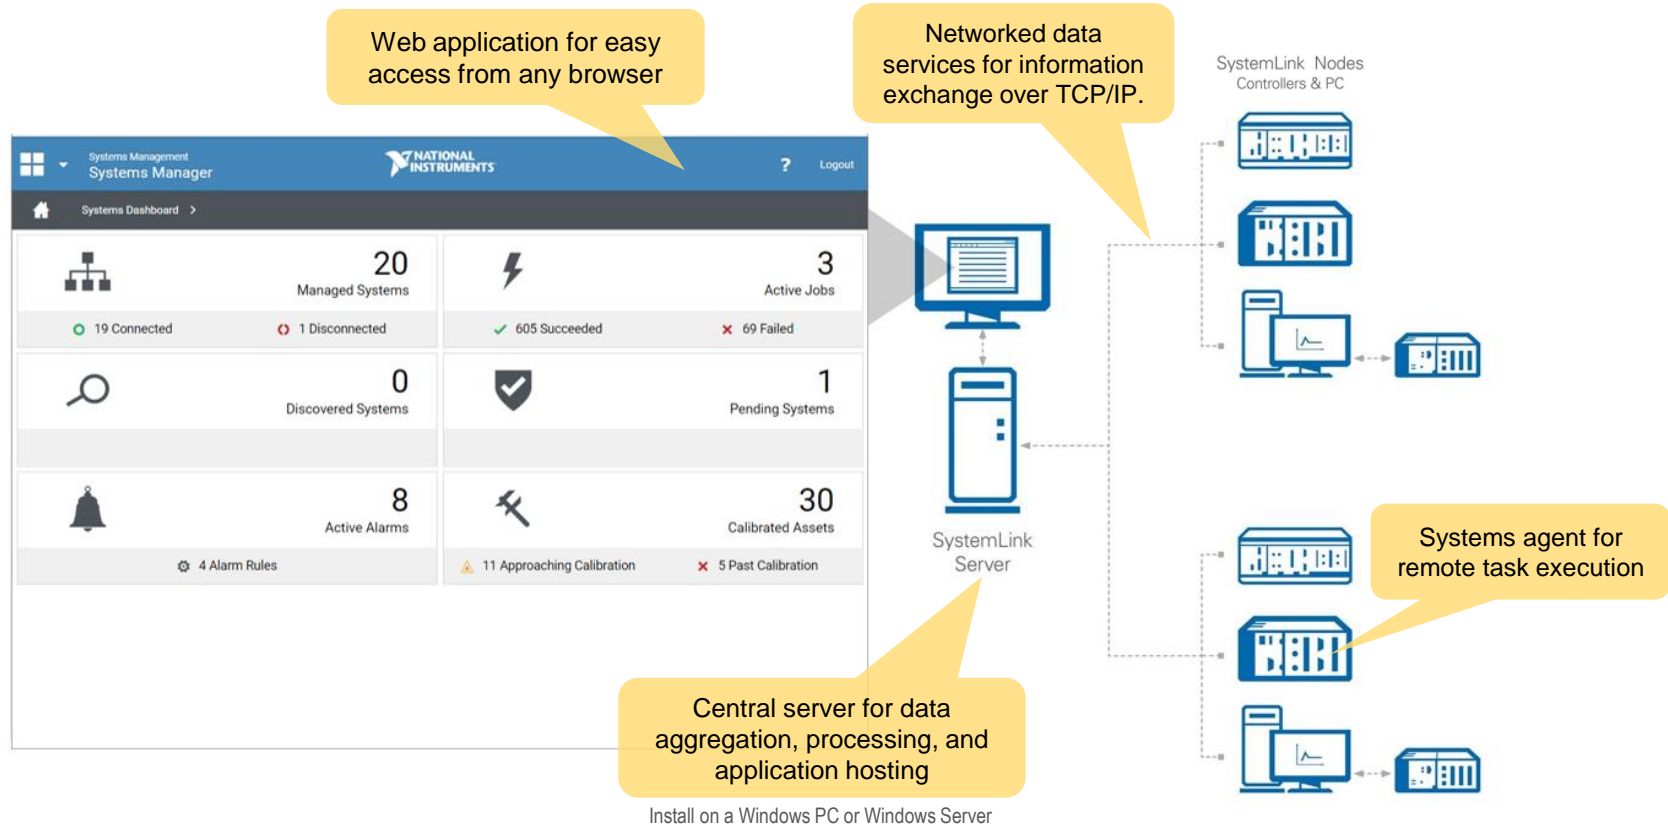 Web application for easy
access from any browser
Networked data
services for information
exchange over TCP/IP.
SystemLink Nodes
Controllers & PC
Systems Management
Systems Manager
NATIONAL
INSTRUMENTS
?
Logout
Systems Dashboard >
20
Managed Systems
19 Connected
1 Disconnected
3
Active Jobs
605 Succeeded
69 Failed
0
Discovered Systems
1
Pending Systems
8
Active Alarms
4 Alarm Rules
30
Calibrated Assets
11 Approaching Calibration
5 Past Calibration
SystemLink
Server
Systems agent for
remote task execution
Central server for data
aggregation, processing, and
application hosting
Install on a Windows PC or Windows Server